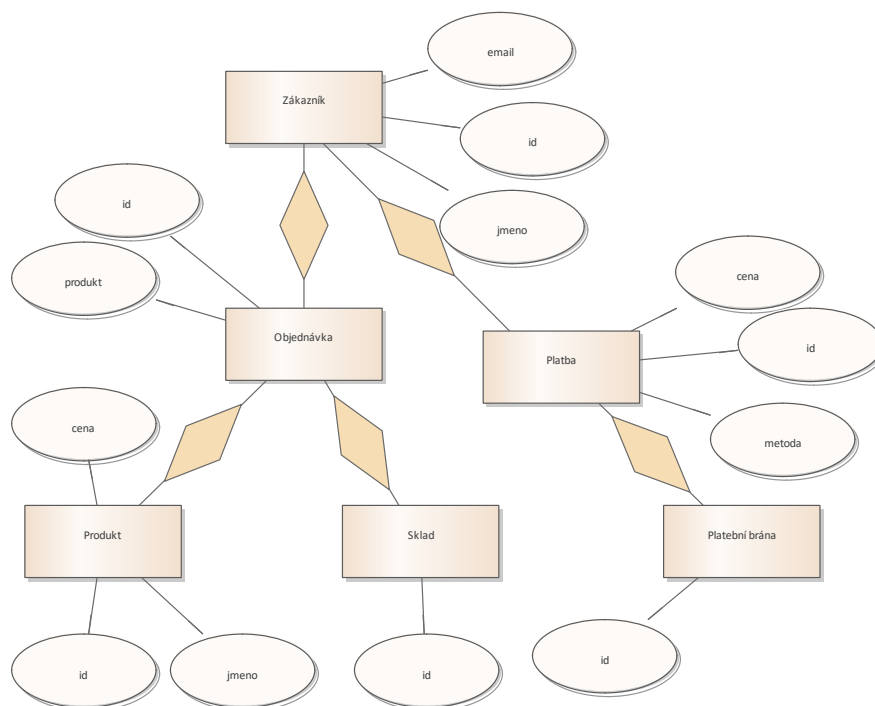 email
Zákazník
id
jmeno
id
produkt
cena
Objednávka
id
Platba
cena
metoda
Produkt
Sklad
Platební brána
id
jmeno
id
id